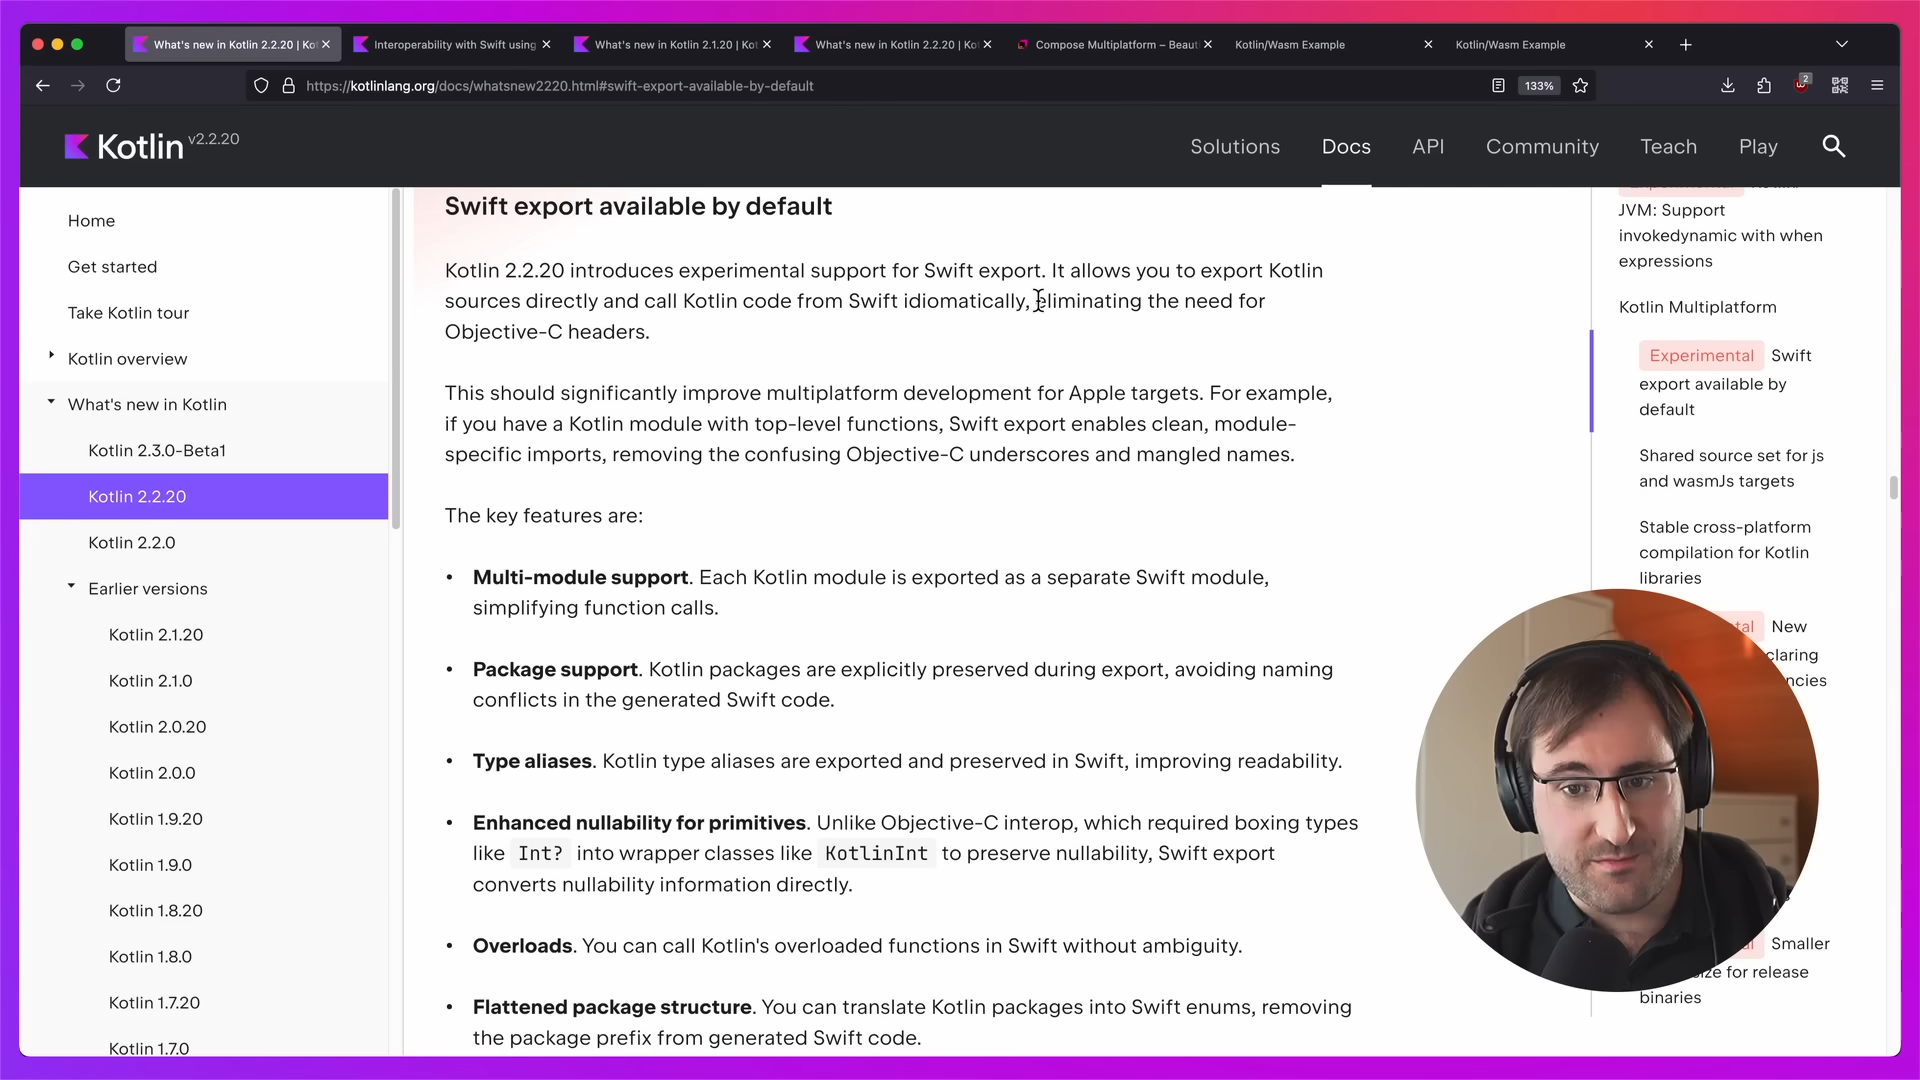 What's new in Kotlin 2.2.20 | Ko
Interoperability with Swift using
What's new in Kotlin 2.1.20 | Kot
What's new in Kotlin 2.2.20 | Kot
Compose Multiplatform – Beaut
Kotlin/Wasm Example
Kotlin/Wasm Example
https://kotlinlang.org/docs/whatsnew2220.html#swift-export-available-by-default
133%
2
Kotlin v2.2.20
Solutions
Docs
API
Community
Teach
Play
Home
Get started
Take Kotlin tour
Kotlin overview
What's new in Kotlin
Kotlin 2.3.0-Beta1
Kotlin 2.2.20
Kotlin 2.2.0
Earlier versions
Kotlin 2.1.20
Kotlin 2.1.0
Kotlin 2.0.20
Kotlin 2.0.0
Kotlin 1.9.20
Kotlin 1.9.0
Kotlin 1.8.20
Kotlin 1.8.0
Kotlin 1.7.20
Kotlin 1.7.0
Swift export available by default
Kotlin 2.2.20 introduces experimental support for Swift export. It allows you to export Kotlin
sources directly and call Kotlin code from Swift idiomatically, eliminating the need for
Objective-C headers.
This should significantly improve multiplatform development for Apple targets. For example,
if you have a Kotlin module with top-level functions, Swift export enables clean, module-
specific imports, removing the confusing Objective-C underscores and mangled names.
The key features are:
• Multi-module support. Each Kotlin module is exported as a separate Swift module,
simplifying function calls.
• Package support. Kotlin packages are explicitly preserved during export, avoiding naming
conflicts in the generated Swift code.
• Type aliases. Kotlin type aliases are exported and preserved in Swift, improving readability.
• Enhanced nullability for primitives. Unlike Objective-C interop, which required boxing types
like Int? into wrapper classes like KotlinInt to preserve nullability, Swift export
converts nullability information directly.
• Overloads. You can call Kotlin's overloaded functions in Swift without ambiguity.
• Flattened package structure. You can translate Kotlin packages into Swift enums, removing
the package prefix from generated Swift code.
JVM: Support
invokedynamic with when
expressions
Kotlin Multiplatform
Experimental Swift
export available by
default
Shared source set for js
and wasmJs targets
Stable cross-platform
compilation for Kotlin
libraries
tal New
claring
ncies
Smaller
size for release
binaries